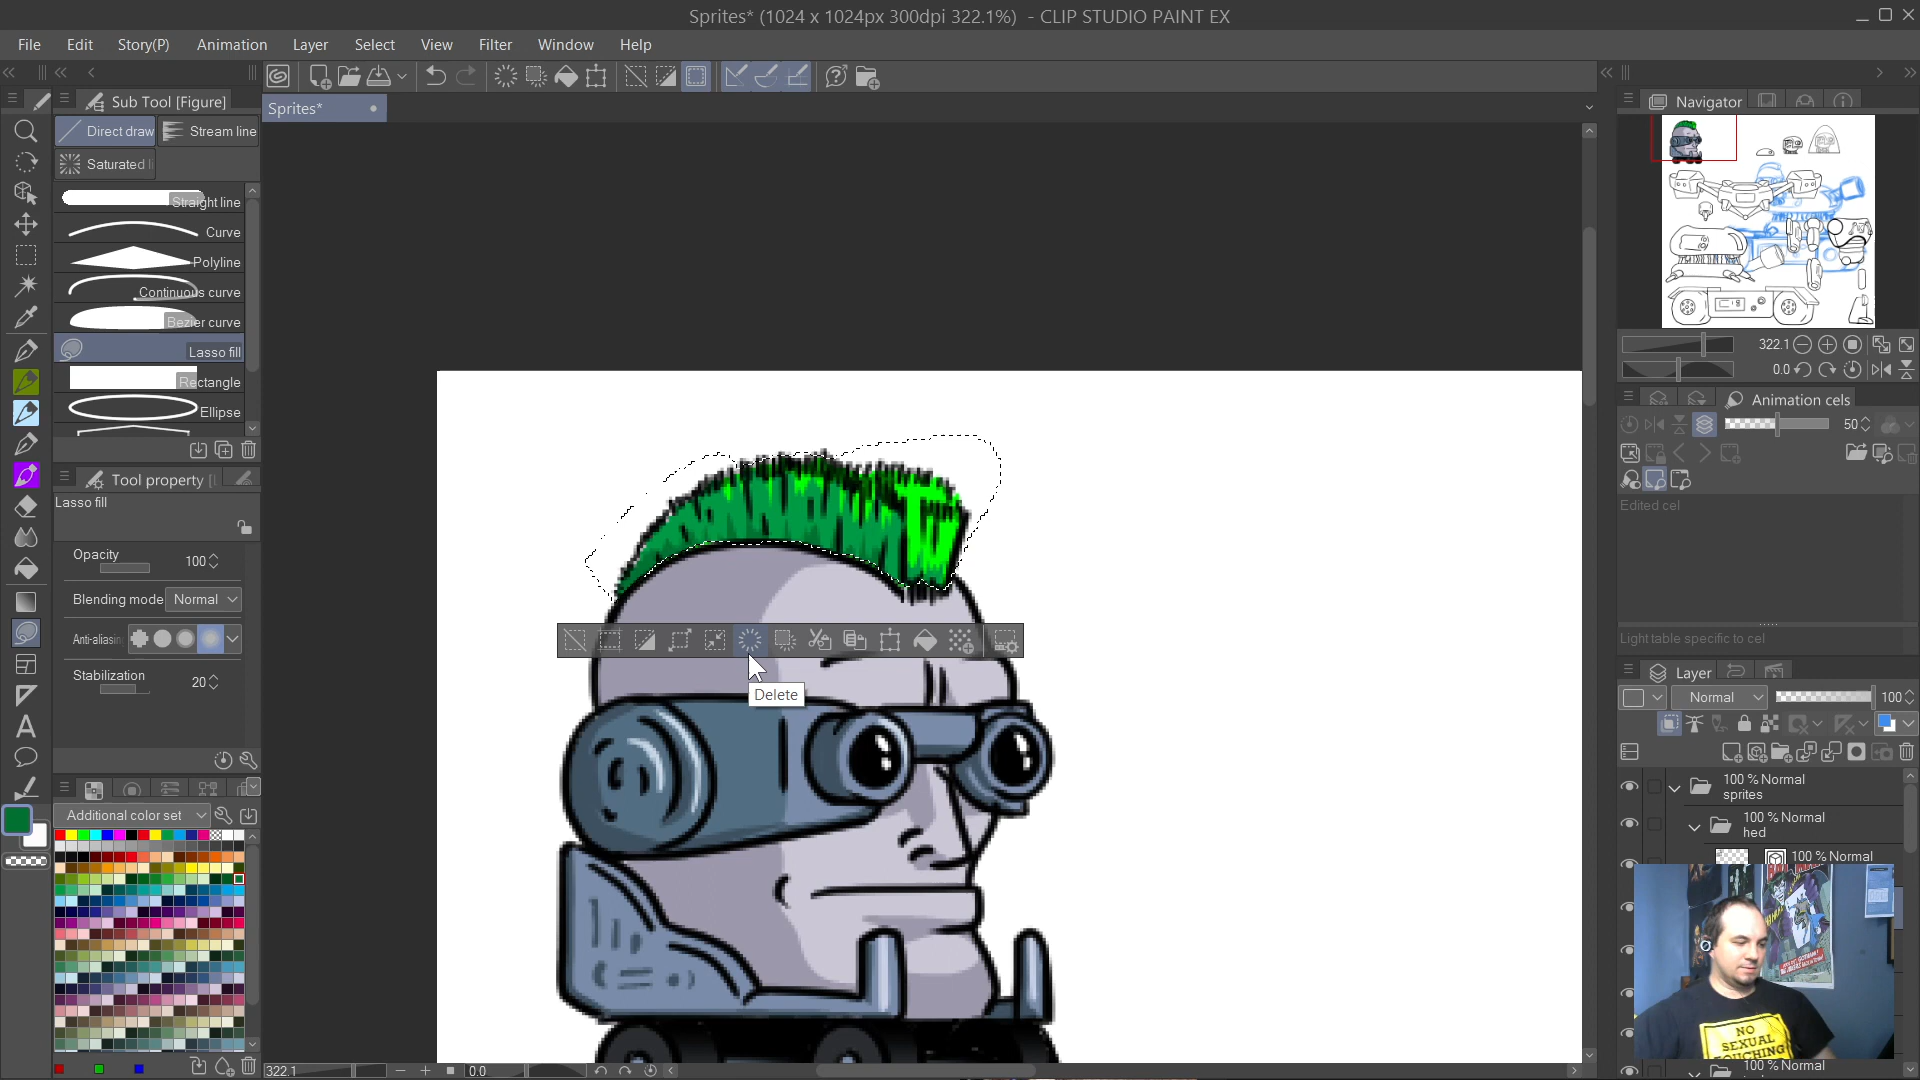 Sprites* (1024 x 1024px 300dpi 322.1%) - CLIP STUDIO PAINT EX
File Edit Story(P) Animation Layer Select View Filter Window Help
Sub Tool [Figure]
Sprites*
Navigator
Direct draw Stream line
Saturated li
Straight line
Curve
Polyline
Continuous curve
Bezier curve
Lasso fill
Rectangle
Ellipse
322.1
0.0
Animation cels
50
Edited cel
Light table specific to cel
Tool property [L
Lasso fill
Opacity 100
Blending mode Normal
Anti-aliasin
Stabilization 20
Delete
Layer
Normal 100
100 % Normal
sprites
100 % Normal
hed
100 % Normal
Additional color set
NO
SEXUAL
TOUCHING
100 % Normal
322.1 0.0